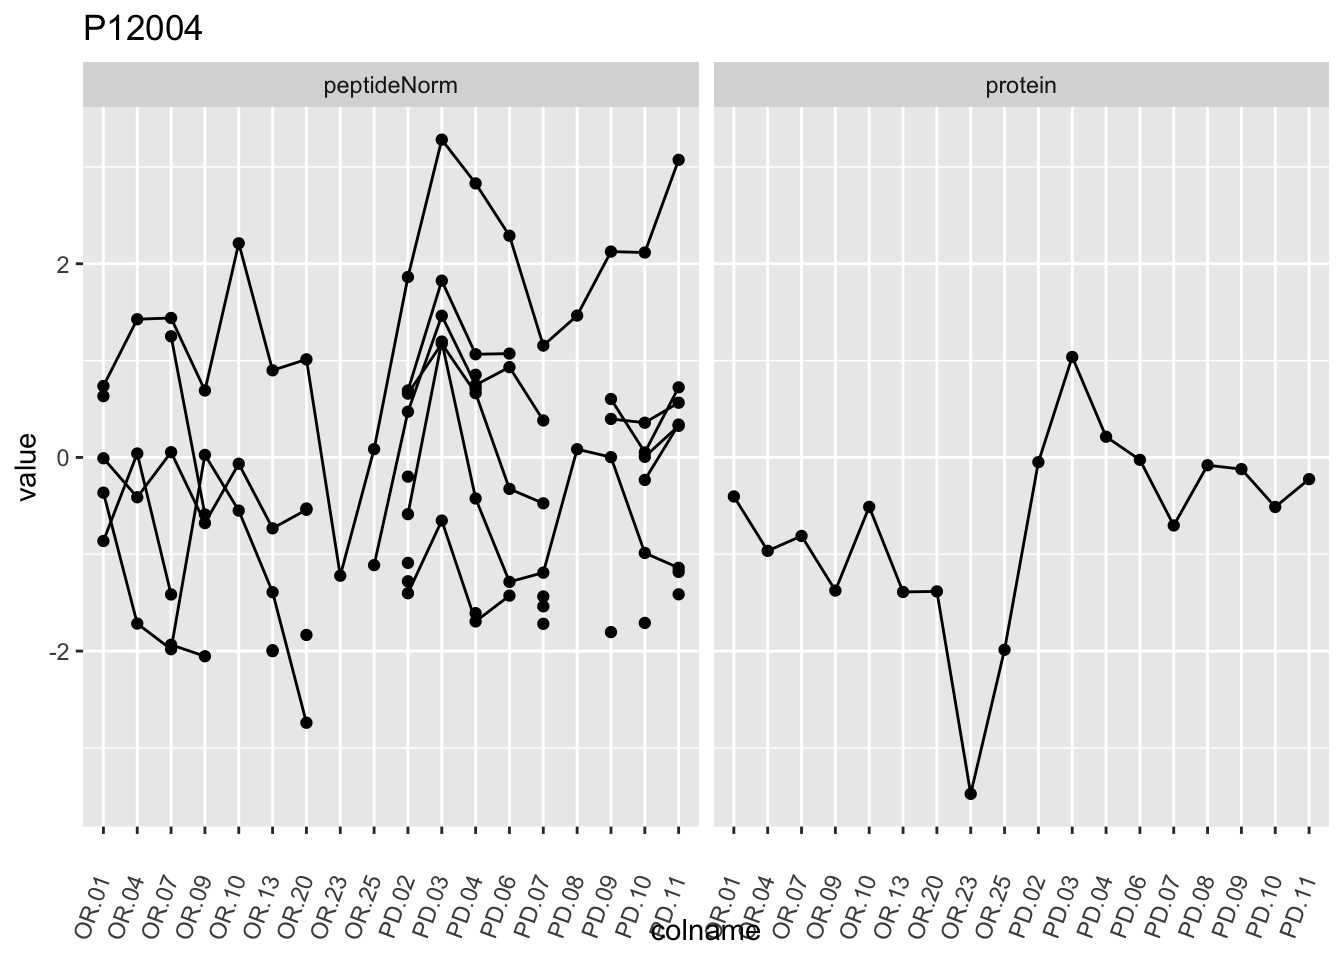 P12004
peptideNorm protein
2
0
-2
value
OR.01 OR.04 OR.07 OR.09 OR.10 OR.13 OR.20 OR.23 OR.25 PD.02 PD.03 PD.04 PD.06 PD.07 PD.08 PD.09 PD.10 PD.11 OR.01 OR.04 OR.07 OR.09 OR.10 OR.13 OR.20 OR.23 OR.25 PD.02 PD.03 PD.04 PD.06 PD.07 PD.08 PD.09 PD.10 PD.11
colname